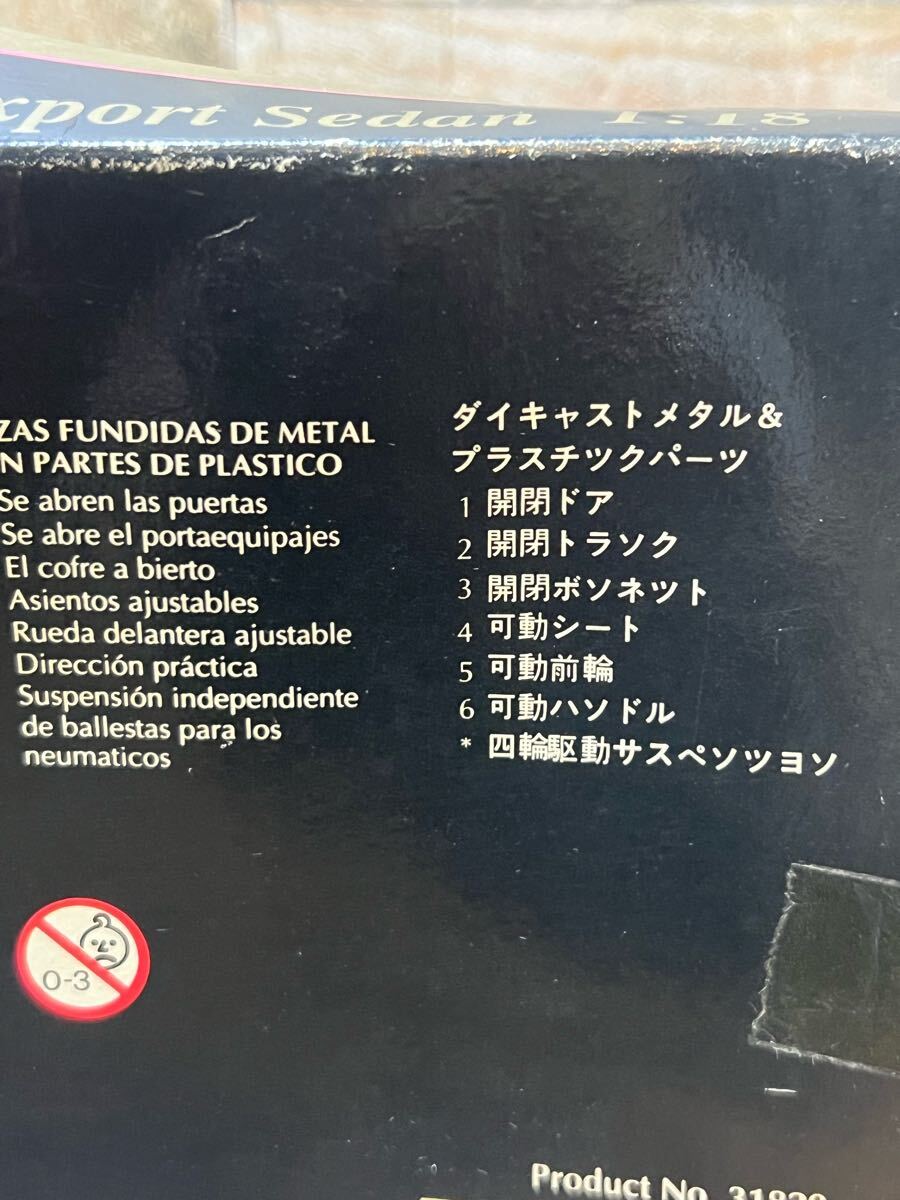 xport Sedan 1:18
ZAS FUNDIDAS DE METAL
N PARTES DE PLASTICO
Se abren las puertas
Se abre el portaequipajes
El cofre a bierto
Asientos ajustables
Rueda delantera ajustable
Dirección práctica
Suspensión independiente
de ballestas para los
neumaticos
ダイキャストメタル&
プラスチツクパーツ
1 開閉ドア
2 開閉トラソク
3 開閉ボソネツト
4 可動シート
5 可動前輪
6 可動ハソドル
* 四輪駆動サスペソツヨソ
0-3
Product No.